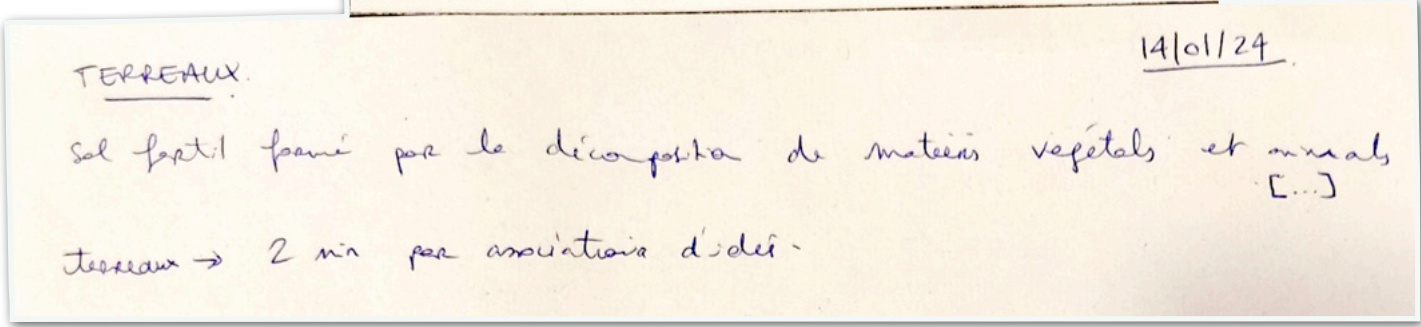 14/01/24
TERREAUX.
Sol fertil formé par la décomposition de matières végétals et animals
[...]
terreaux → 2 min par associations d'idées.